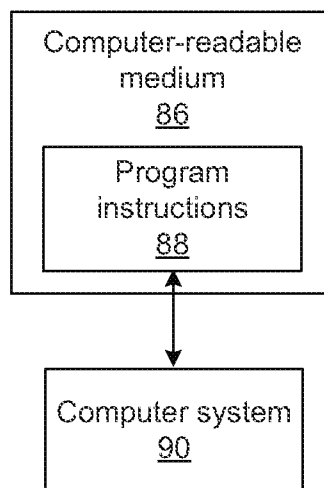 Computer-readable
medium
86
Program
instructions
88
Computer system
90